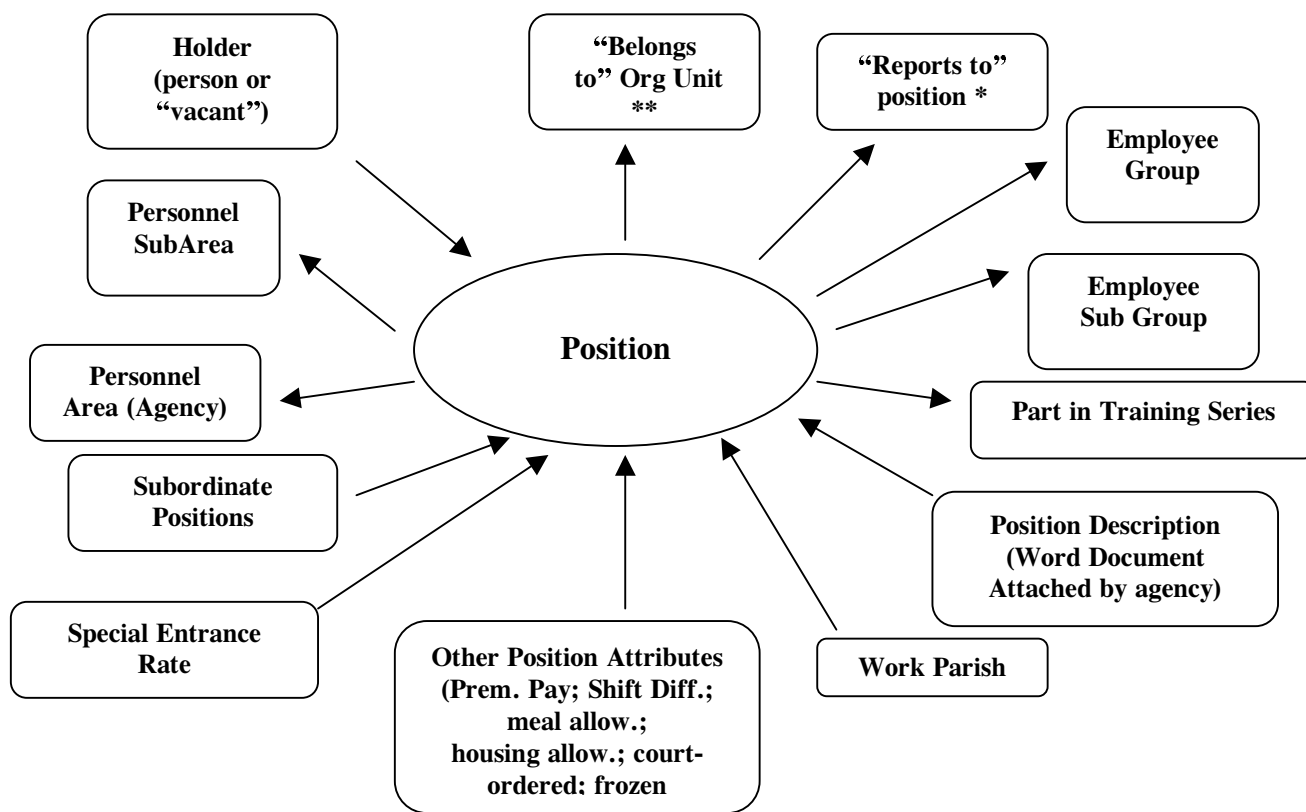 Holder
(person or
“vacant”)
“Belongs
to” Org Unit
**
“Reports to”
position *
Employee
Group
Personnel
SubArea
Employee
Sub Group
Position
Personnel
Area (Agency)
Part in Training Series
Subordinate
Positions
Position Description
(Word Document
Attached by agency)
Special Entrance
Rate
Other Position Attributes
(Prem. Pay; Shift Diff.;
meal allow.;
housing allow.; court-
ordered; frozen
Work Parish